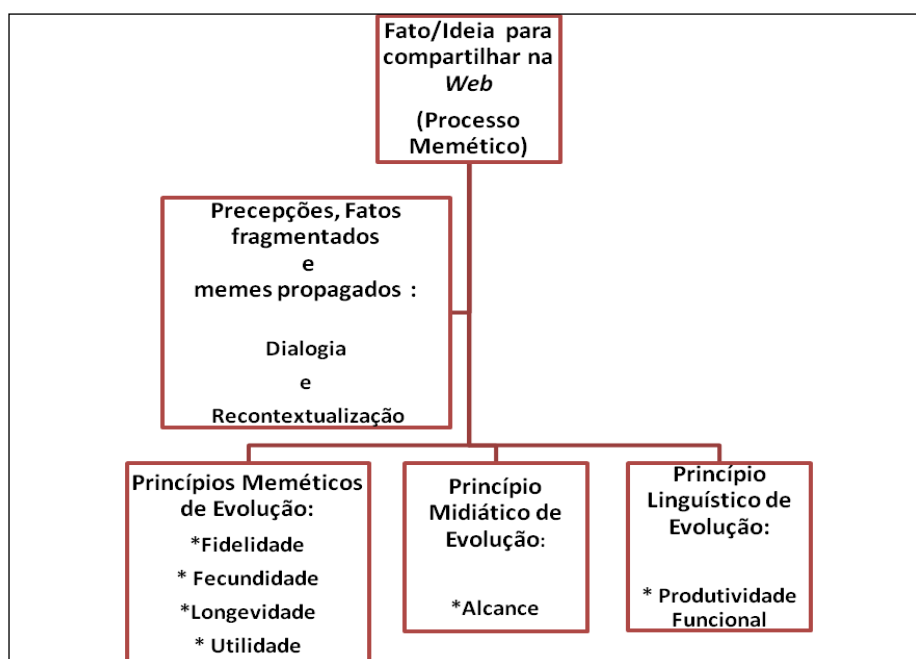 Fato/Ideia para
compartilhar na
Web
(Processo
Memético)
Precepções, Fatos
fragmentados
e
memes propagados :
Dialogia
e
Recontextualização
Princípios Meméticos
de Evolução:
*Fidelidade
* Fecundidade
*Longevidade
* Utilidade
Princípio
Midiático de
Evolução:
*Alcance
Princípio
Linguístico de
Evolução:
* Produtividade
Funcional